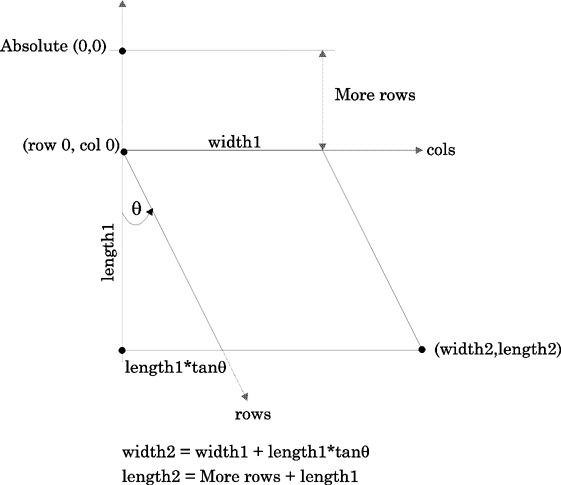 Absolute (0,0)
More rows
(row 0, col 0)
width1
cols
θ
length1
(width2,length2)
length1*tanθ
rows
width2 = width1 + length1*tanθ
length2 = More rows + length1